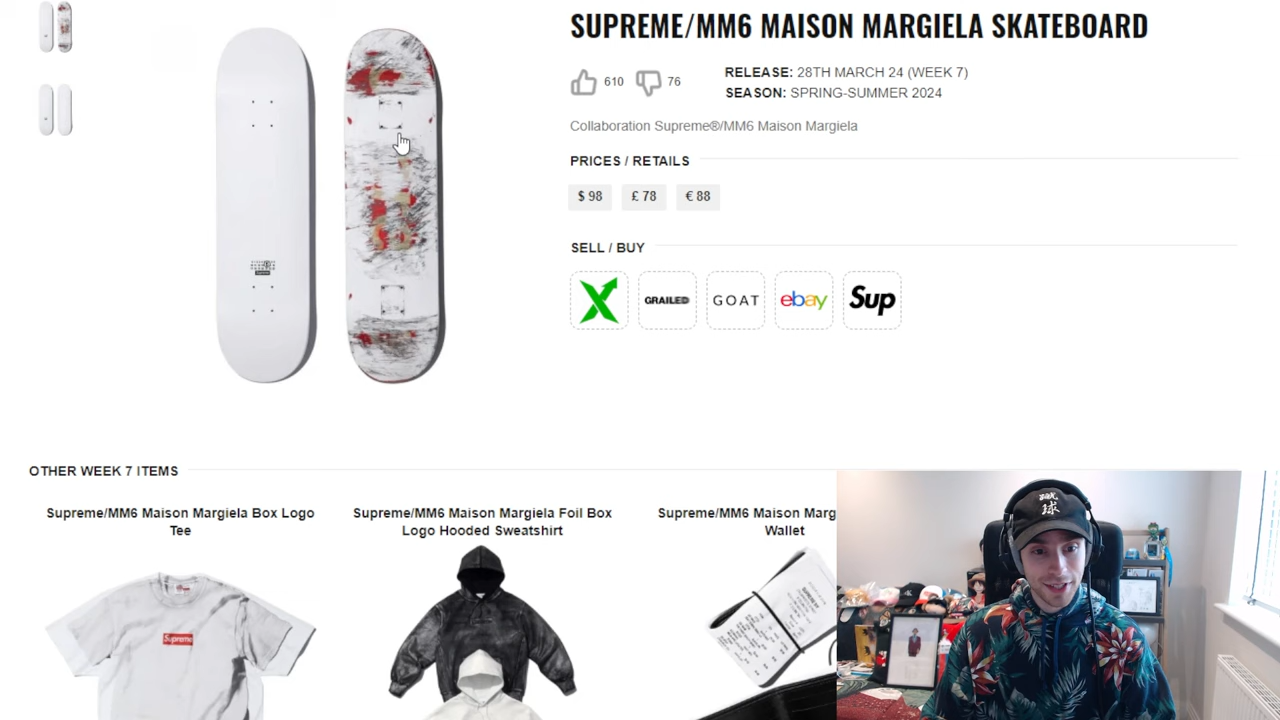 SUPREME/MM6 MAISON MARGIELA SKATEBOARD
610
76
RELEASE: 28TH MARCH 24 (WEEK 7)
SEASON: SPRING-SUMMER 2024
Collaboration Supreme®/MM6 Maison Margiela
PRICES / RETAILS
$ 98
£ 78
€ 88
SELL / BUY
GRAILED
GOAT
ebay
Sup
OTHER WEEK 7 ITEMS
Supreme/MM6 Maison Margiela Box Logo
Tee
Supreme/MM6 Maison Margiela Foil Box
Logo Hooded Sweatshirt
Supreme/MM6 Maison Marg
Wallet
Supreme